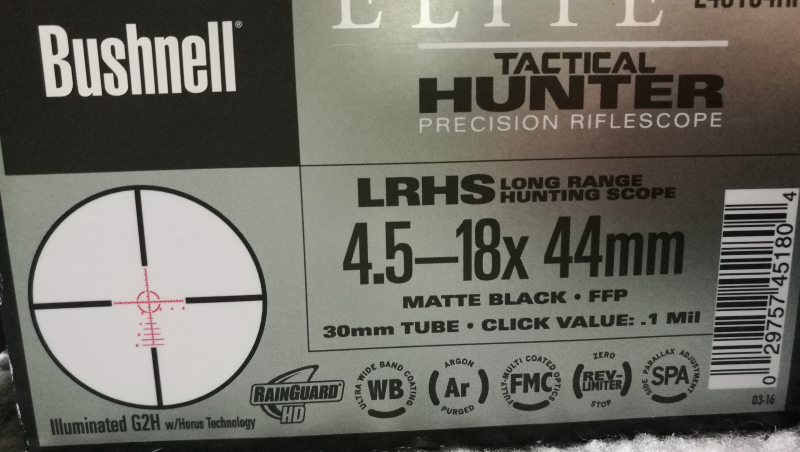 Bushnell®
ELITE
TACTICAL
HUNTER
PRECISION RIFLESCOPE
LRHS LONG RANGE
HUNTING SCOPE
4.5–18x 44mm
MATTE BLACK • FFP
30mm TUBE • CLICK VALUE: .1 Mil
Illuminated G2H w/Horus Technology
RAINGUARD®
HD
ULTRA WIDE BAND COATING
WB
ARGON
Ar
PURGED
FULLY-MULTI COATED OPTICS
FMC
ZERO
REV-
LIMITER
STOP
SIDE PARALLAX ADJUSTMENT
SPA
0 29757 45180 4
03-16